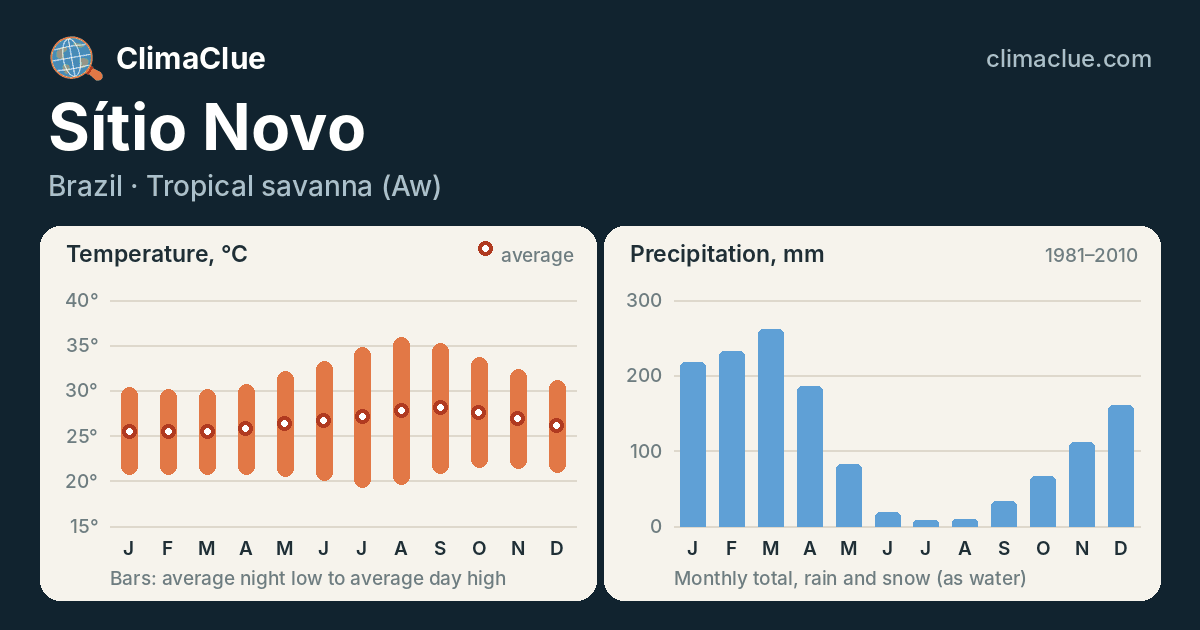 ClimaClue
climaclue.com
Sítio Novo
Brazil · Tropical savanna (Aw)
Temperature, °C
average
40°
35°
30°
25°
20°
15°
J F M A M J J A S O N D
Bars: average night low to average day high
Precipitation, mm
1981–2010
300
200
100
0
J F M A M J J A S O N D
Monthly total, rain and snow (as water)